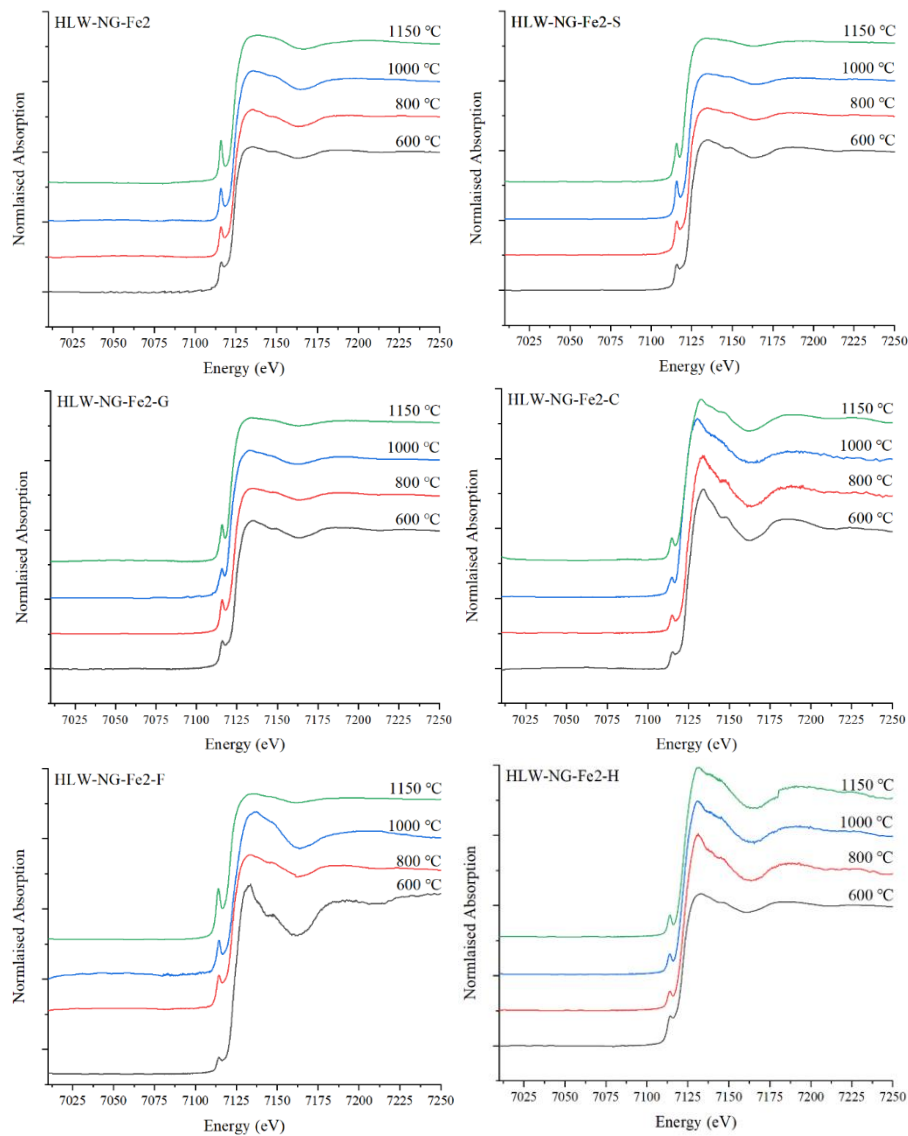 HLW-NG-Fe2
1150 °C
1000 °C
800 °C
600 °C
Normlaised Absorption
7025 7050 7075 7100 7125 7150 7175 7200 7225 7250
Energy (eV)
HLW-NG-Fe2-S
1150 °C
1000 °C
800 °C
600 °C
Normlaised Absorption
7025 7050 7075 7100 7125 7150 7175 7200 7225 7250
Energy (eV)
HLW-NG-Fe2-G
1150 °C
1000 °C
800 °C
600 °C
Normlaised Absorption
7025 7050 7075 7100 7125 7150 7175 7200 7225 7250
Energy (eV)
HLW-NG-Fe2-C
1150 °C
1000 °C
800 °C
600 °C
Normlaised Absorption
7025 7050 7075 7100 7125 7150 7175 7200 7225 7250
Energy (eV)
HLW-NG-Fe2-F
1150 °C
1000 °C
800 °C
600 °C
Normlaised Absorption
7025 7050 7075 7100 7125 7150 7175 7200 7225 7250
Energy (eV)
HLW-NG-Fe2-H
1150 °C
1000 °C
800 °C
600 °C
Normlaised Absorption
7025 7050 7075 7100 7125 7150 7175 7200 7225 7250
Energy (eV)